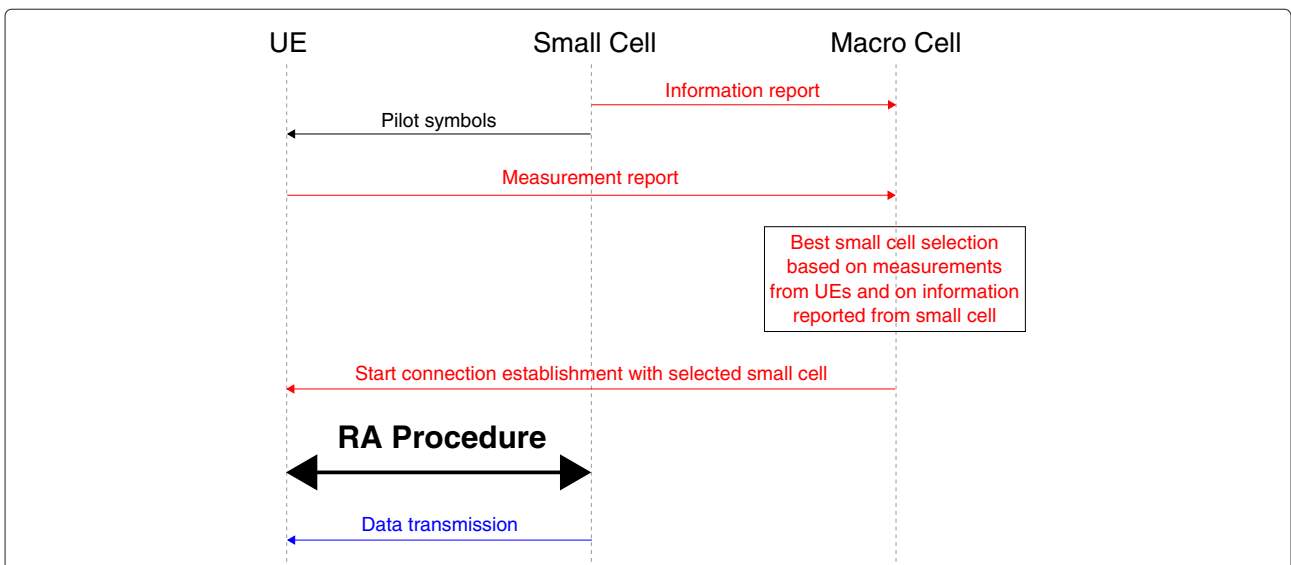 UE
Small Cell
Macro Cell
Information report
Pilot symbols
Measurement report
Best small cell selection
based on measurements
from UEs and on information
reported from small cell
Start connection establishment with selected small cell
RA Procedure
Data transmission